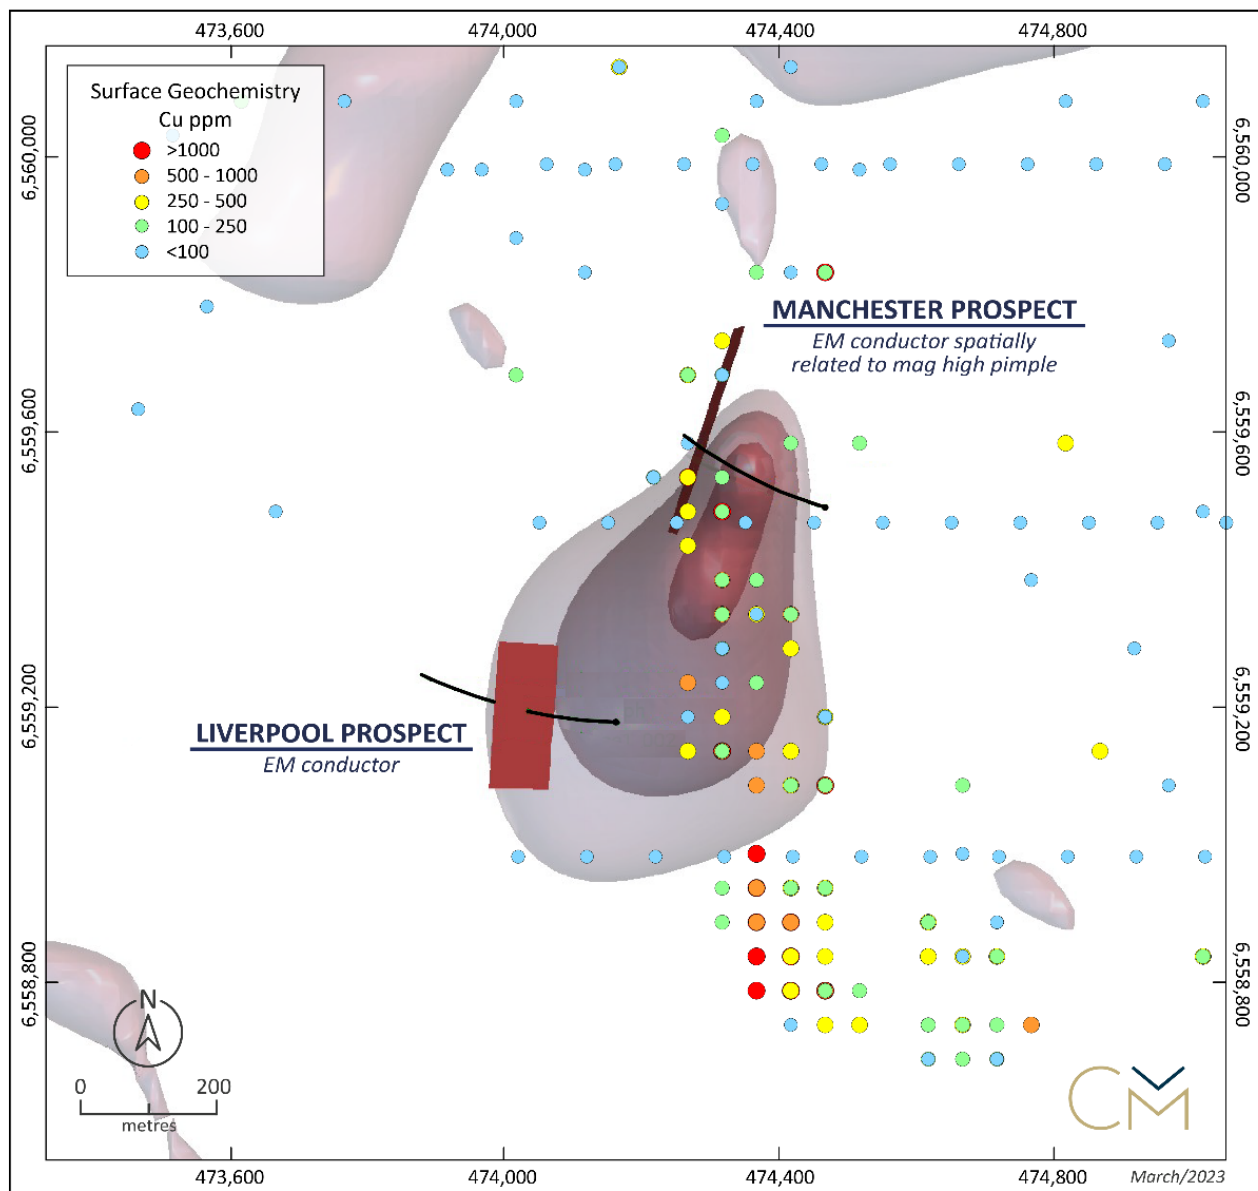 473,600
474,000
474,400
474,800
Surface Geochemistry
Cu ppm
>1000
500 - 1000
250 - 500
100 - 250
<100
6,560,000
6,560,000
MANCHESTER PROSPECT
EM conductor spatially
related to mag high pimple
6,559,600
6,559,600
LIVERPOOL PROSPECT
EM conductor
6,559,200
6,559,200
6,558,800
6,558,800
N
0 200
metres
CM
473,600
474,000
474,400
474,800
March/2023